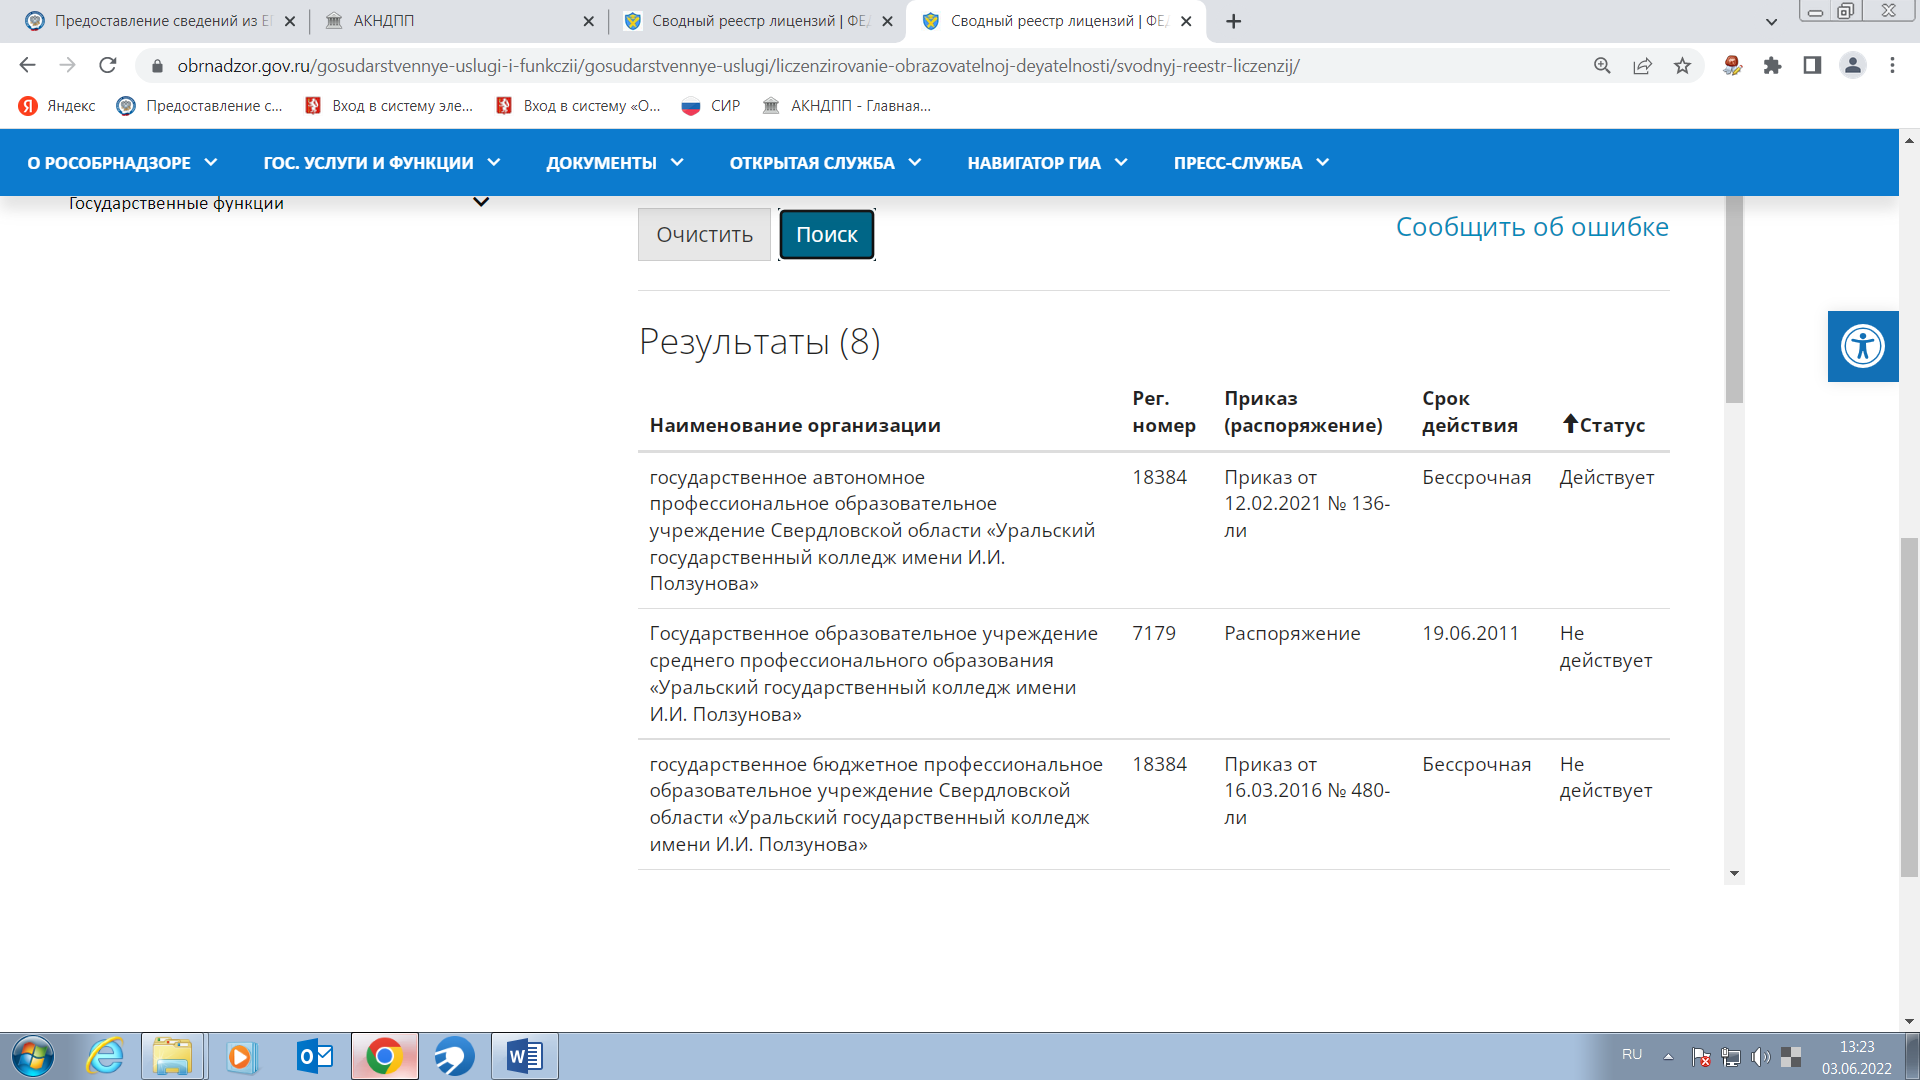 Предоставление сведений из ЕГ
АКНДПП
Сводный реестр лицензий | ФЕД
Сводный реестр лицензий | ФЕД
obrnadzor.gov.ru/gosudarstvennye-uslugi-i-funkczii/gosudarstvennye-uslugi/liczenzirovanie-obrazovatelnoj-deyatelnosti/svodnyj-reestr-liczenzij/
Яндекс
Предоставление с...
Вход в систему эле...
Вход в систему «О...
СИР
АКНДПП - Главная...
О РОСОБРНАДЗОРЕ
ГОС. УСЛУГИ И ФУНКЦИИ
ДОКУМЕНТЫ
ОТКРЫТАЯ СЛУЖБА
НАВИГАТОР ГИА
ПРЕСС-СЛУЖБА
Государственные функции
Очистить
Поиск
Сообщить об ошибке
Результаты (8)
Наименование организации
Рег.
номер
Приказ
(распоряжение)
Срок
действия
Статус
государственное автономное
профессиональное образовательное
учреждение Свердловской области «Уральский
государственный колледж имени И.И.
Ползунова»
18384
Приказ от
12.02.2021 № 136-
ли
Бессрочная
Действует
Государственное образовательное учреждение
среднего профессионального образования
«Уральский государственный колледж имени
И.И. Ползунова»
7179
Распоряжение
19.06.2011
Не
действует
государственное бюджетное профессиональное
образовательное учреждение Свердловской
области «Уральский государственный колледж
имени И.И. Ползунова»
18384
Приказ от
16.03.2016 № 480-
ли
Бессрочная
Не
действует
RU
13:23
03.06.2022